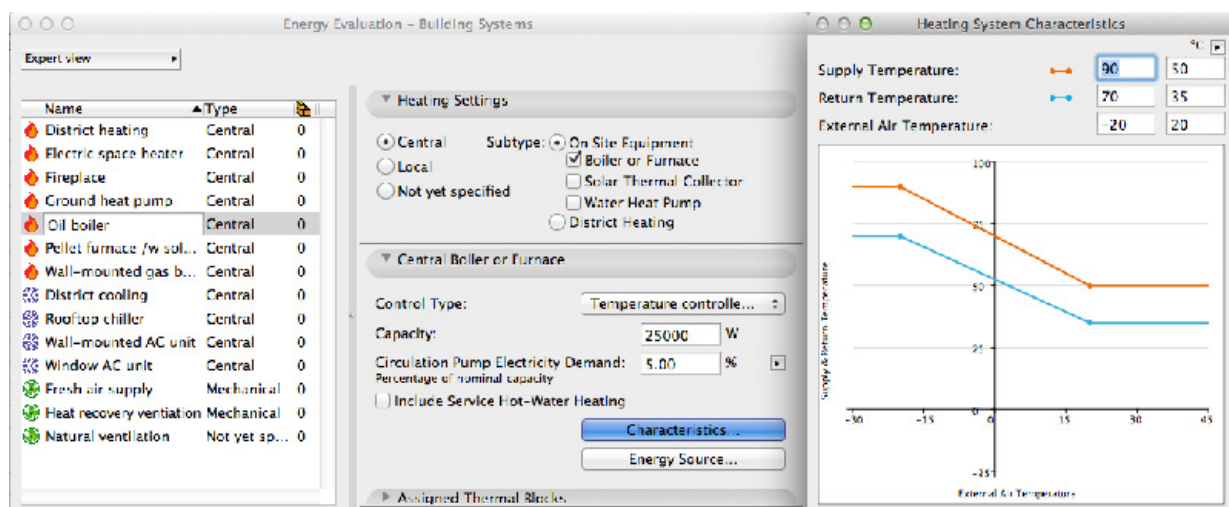 Energy Evaluation – Building Systems
Expert view
Name Type
District heating Central 0
Electric space heater Central 0
Fireplace Central 0
Ground heat pump Central 0
Oil boiler Central 0
Pellet furnace /w sol... Central 0
Wall-mounted gas b... Central 0
District cooling Central 0
Rooftop chiller Central 0
Wall-mounted AC unit Central 0
Window AC unit Central 0
Fresh air supply Mechanical 0
Heat recovery ventiation Mechanical 0
Natural ventilation Not yet sp... 0
Heating Settings
Central Subtype: On Site Equipment
Boiler or Furnace
Local
Solar Thermal Collector
Not yet specified
Water Heat Pump
District Heating
Central Boiler or Furnace
Control Type: Temperature controlle...
Capacity: 25000 W
Circulation Pump Electricity Demand: 5.00 %
Percentage of nominal capacity
Include Service Hot-Water Heating
Characteristics...
Energy Source...
Assigned Thermal Blocks
Heating System Characteristics
°C
Supply Temperature: 90 50
Return Temperature: 70 35
External Air Temperature: -20 20
100
75
50
25
0
-25
-30 -15 0 15 30 45
Supply & Return Temperature
External Air Temperature